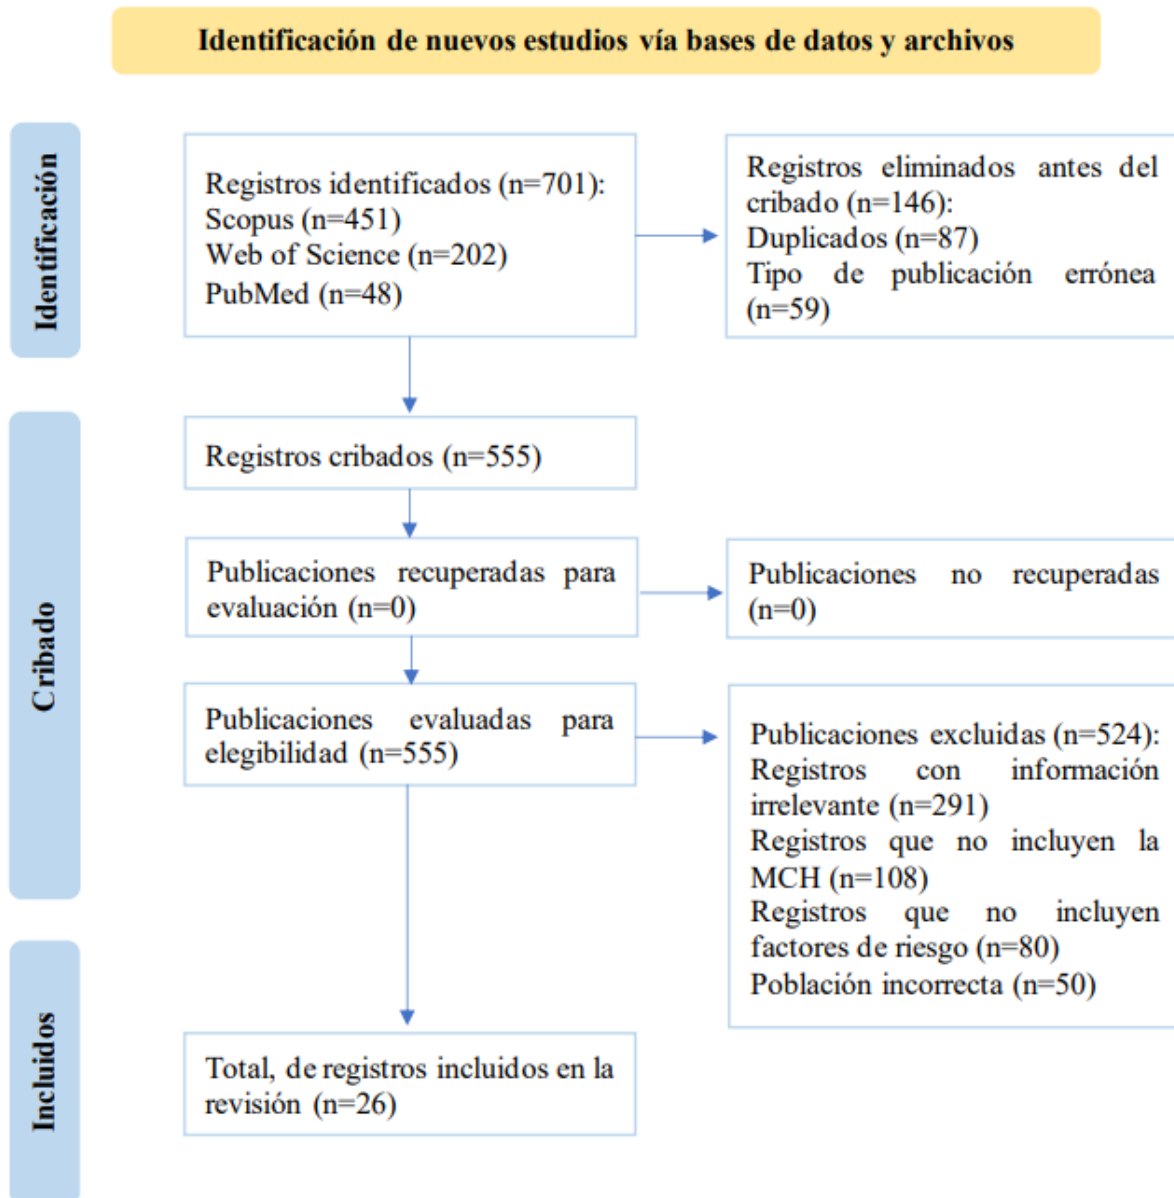 Identificación de nuevos estudios vía bases de datos y archivos
Identificación
Registros identificados (n=701):
Scopus (n=451)
Web of Science (n=202)
PubMed (n=48)
Registros eliminados antes del
cribado (n=146):
Duplicados (n=87)
Tipo de publicación errónea
(n=59)
Cribado
Registros cribados (n=555)
Publicaciones recuperadas para
evaluación (n=0)
Publicaciones no recuperadas
(n=0)
Publicaciones evaluadas para
elegibilidad (n=555)
Publicaciones excluidas (n=524):
Registros con información
irrelevante (n=291)
Registros que no incluyen la
MCH (n=108)
Registros que no incluyen
factores de riesgo (n=80)
Población incorrecta (n=50)
Incluidos
Total, de registros incluidos en la
revisión (n=26)